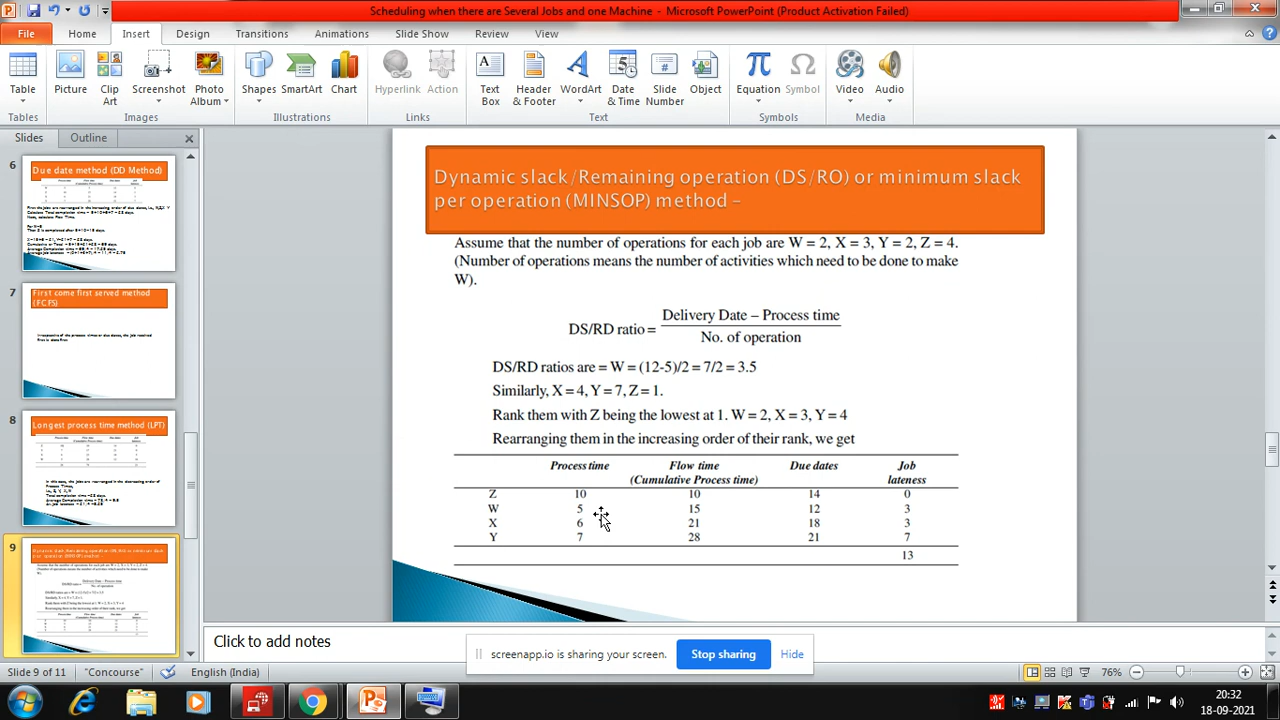 Scheduling when there are Several Jobs and one Machine - Microsoft PowerPoint (Product Activation Failed)
File Home Insert Design Transitions Animations Slide Show Review View
Table Picture Clip Art Screenshot Photo Album Shapes SmartArt Chart Hyperlink Action Text Box Header & Footer WordArt Date & Time Slide Number Object Equation Symbol Video Audio
Tables Images Illustrations Links Text Symbols Media
Slides Outline
6
Due date method (DD Method)
7
First come first served method
(FCFS)
8
Longest process time method (LPT)
9
Dynamic slack/Remaining operation (DS/RO) or minimum slack
per operation (MINSOP) method –
Assume that the number of operations for each job are W = 2, X = 3, Y = 2, Z = 4.
(Number of operations means the number of activities which need to be done to make
W).
DS/RD ratio = Delivery Date – Process time
No. of operation
DS/RD ratios are = W = (12-5)/2 = 7/2 = 3.5
Similarly, X = 4, Y = 7, Z = 1.
Rank them with Z being the lowest at 1. W = 2, X = 3, Y = 4
Rearranging them in the increasing order of their rank, we get
Process time Flow time Due dates Job
(Cumulative Process time) lateness
Z 10 10 14 0
W 5 15 12 3
X 6 21 18 3
Y 7 28 21 7
13
Click to add notes
screenapp.io is sharing your screen. Stop sharing Hide
Slide 9 of 11 "Concourse" English (India) 76%
20:32
18-09-2021